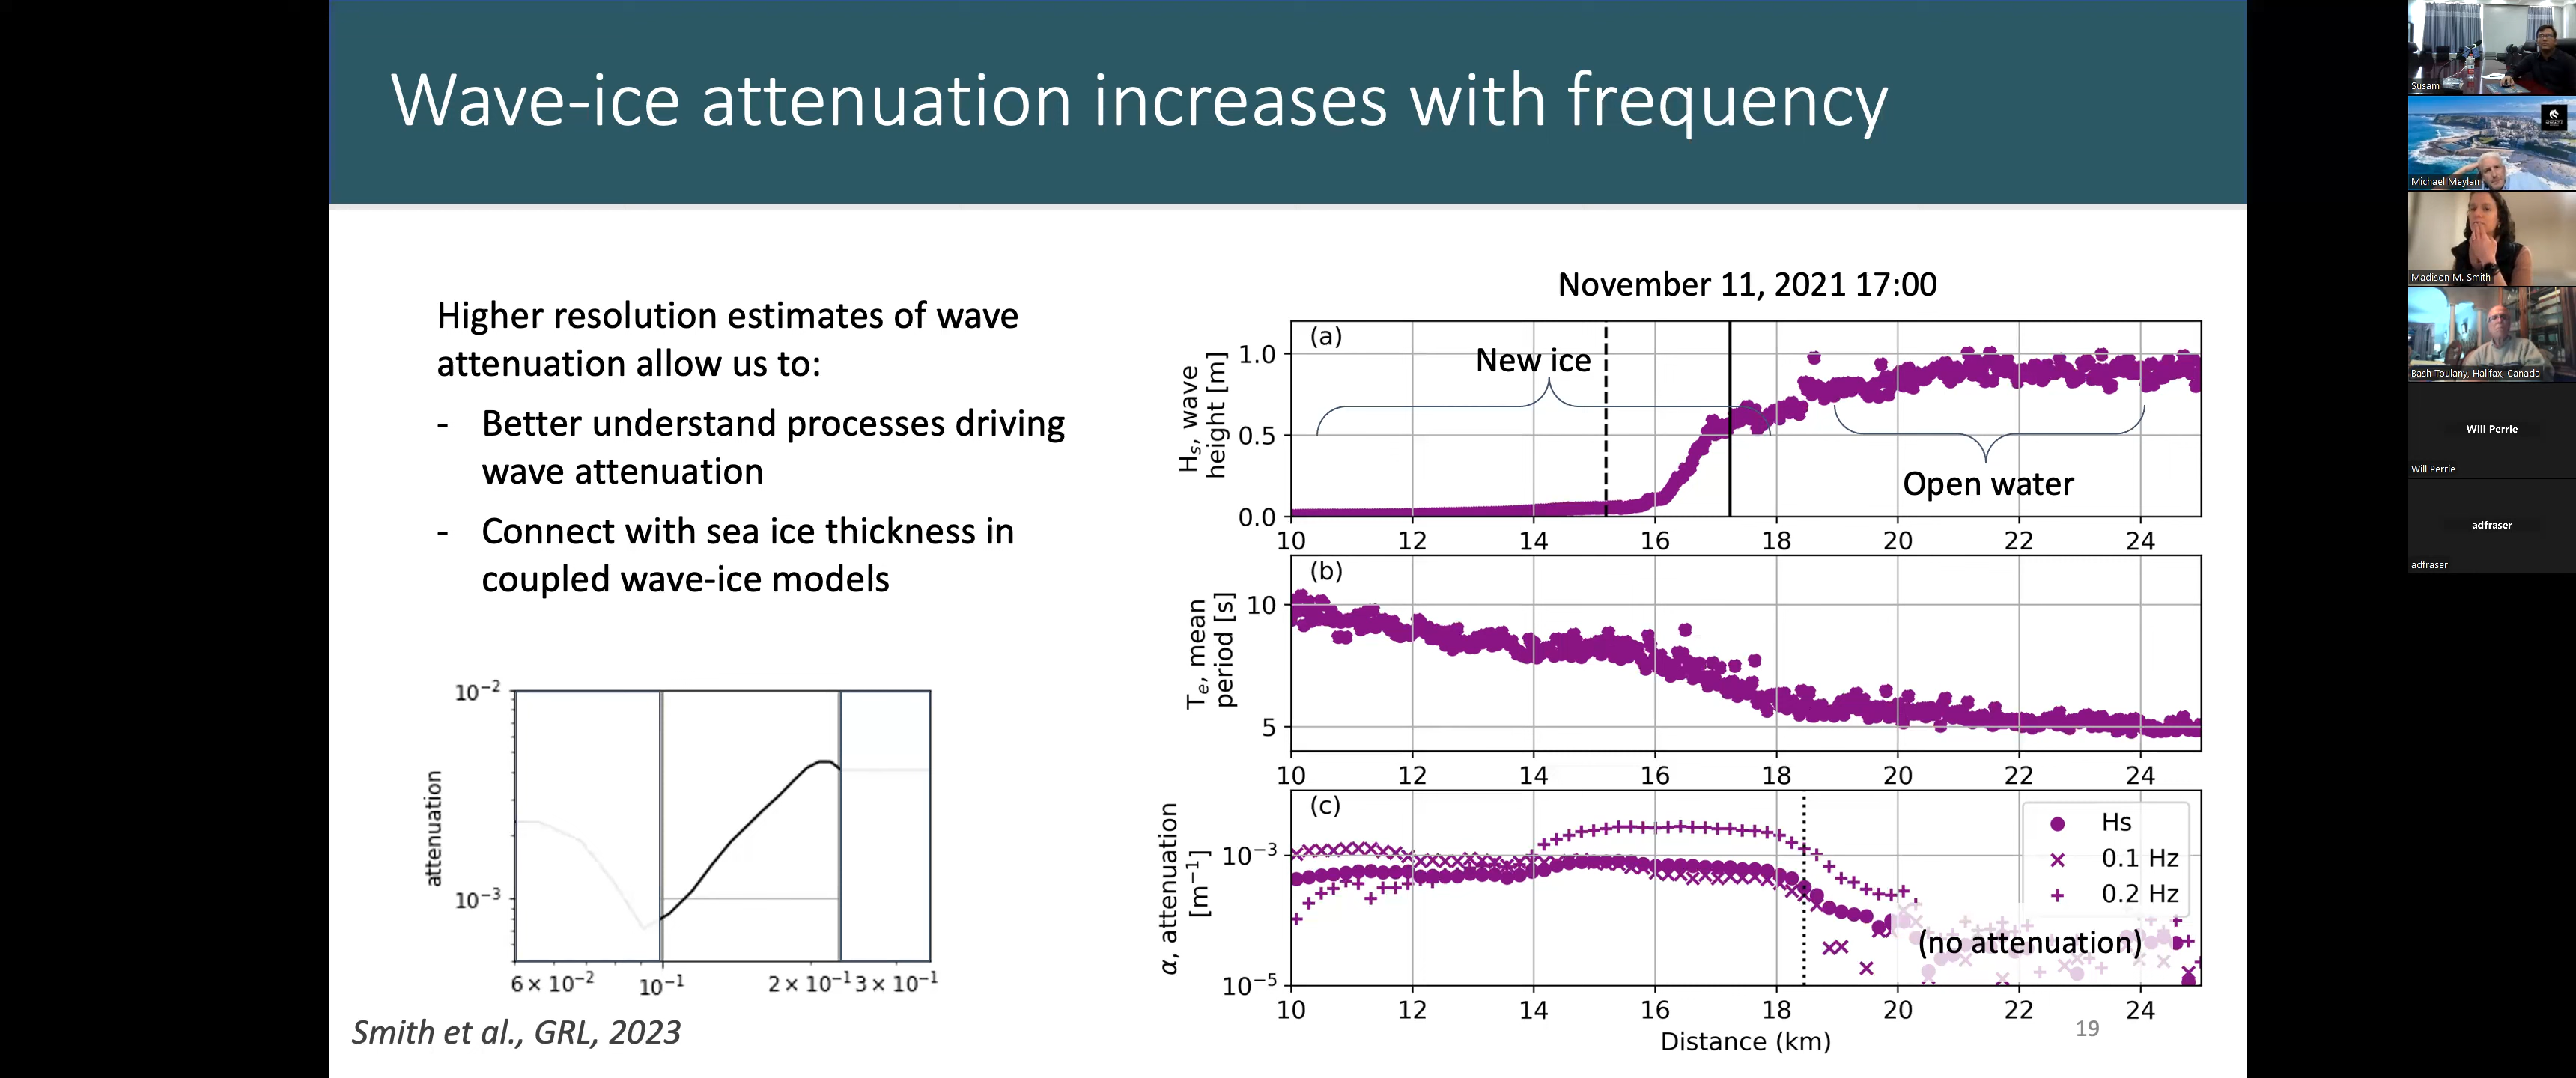 Wave-ice attenuation increases with frequency
Higher resolution estimates of wave
attenuation allow us to:
- Better understand processes driving
wave attenuation
- Connect with sea ice thickness in
coupled wave-ice models
10⁻²
10⁻³
attenuation
6 × 10⁻²
10⁻¹
2 × 10⁻¹
3 × 10⁻¹
Smith et al., GRL, 2023
November 11, 2021 17:00
(a)
New ice
Open water
Hₛ, wave
height [m]
1.0
0.5
0.0
10 12 14 16 18 20 22 24
(b)
Tₑ, mean
period [s]
10
5
10 12 14 16 18 20 22 24
(c)
α, attenuation
[m⁻¹]
10⁻³
10⁻⁵
Hs
0.1 Hz
0.2 Hz
(no attenuation)
10 12 14 16 18 20 22 24
Distance (km)
19
Susam
Michael Meylan
Madison M. Smith
Bash Toulany, Halifax, Canada
Will Perrie
Will Perrie
adfraser
adfraser